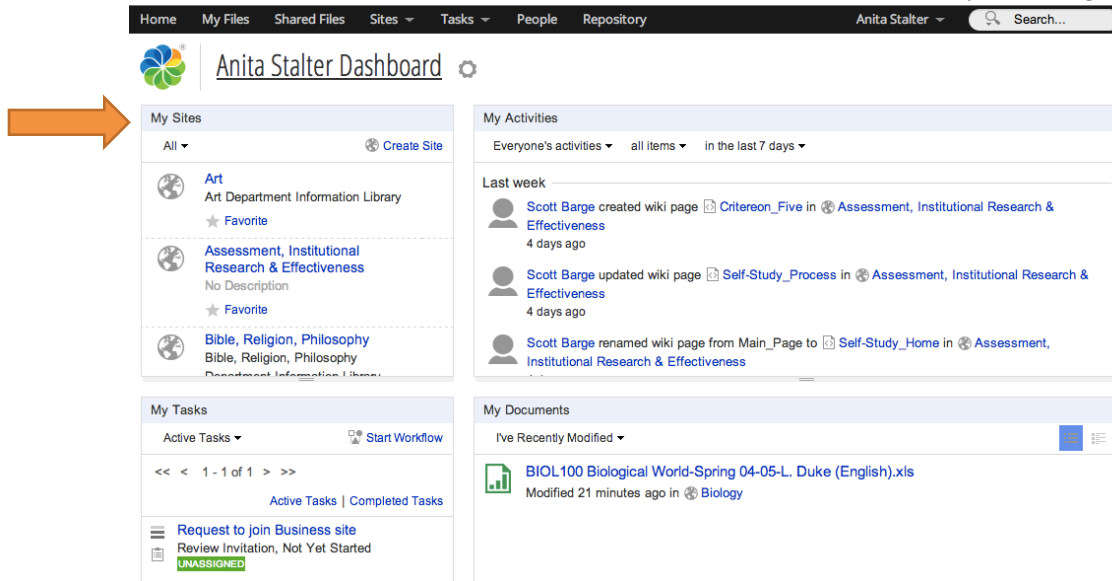 Home My Files Shared Files Sites Tasks People Repository Anita Stalter Search...
Anita Stalter Dashboard
My Sites
All Create Site
Art
Art Department Information Library
Favorite
Assessment, Institutional
Research & Effectiveness
No Description
Favorite
Bible, Religion, Philosophy
Bible, Religion, Philosophy
Department Information Library
My Activities
Everyone's activities all items in the last 7 days
Last week
Scott Barge created wiki page Critereon_Five in Assessment, Institutional Research &
Effectiveness
4 days ago
Scott Barge updated wiki page Self-Study_Process in Assessment, Institutional Research &
Effectiveness
4 days ago
Scott Barge renamed wiki page from Main_Page to Self-Study_Home in Assessment,
Institutional Research & Effectiveness
My Tasks
Active Tasks Start Workflow
<< < 1 - 1 of 1 > >>
Active Tasks | Completed Tasks
Request to join Business site
Review Invitation, Not Yet Started
UNASSIGNED
My Documents
I've Recently Modified
BIOL100 Biological World-Spring 04-05-L. Duke (English).xls
Modified 21 minutes ago in Biology